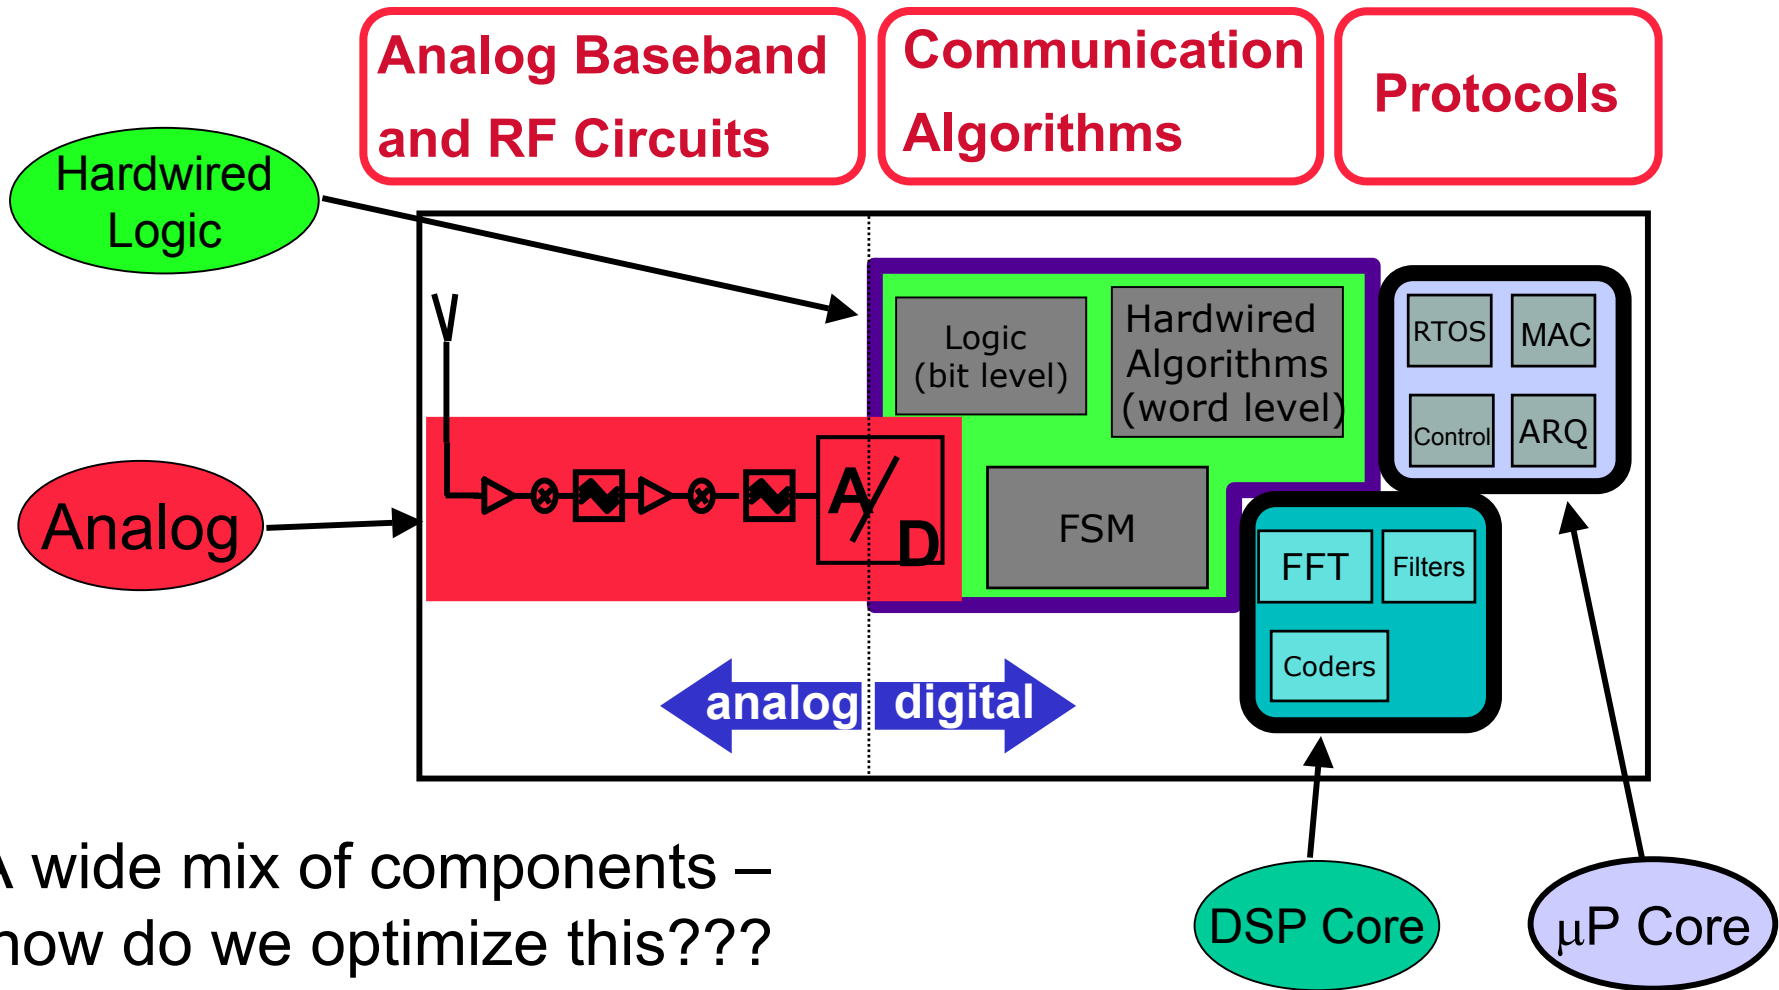 Analog Baseband
and RF Circuits
Communication
Algorithms
Protocols
Hardwired
Logic
Logic
(bit level)
Hardwired
Algorithms
(word level)
RTOS
MAC
Control
ARQ
Analog
A
D
FSM
FFT
Filters
Coders
analog
digital
A wide mix of components –
how do we optimize this???
DSP Core
μP Core